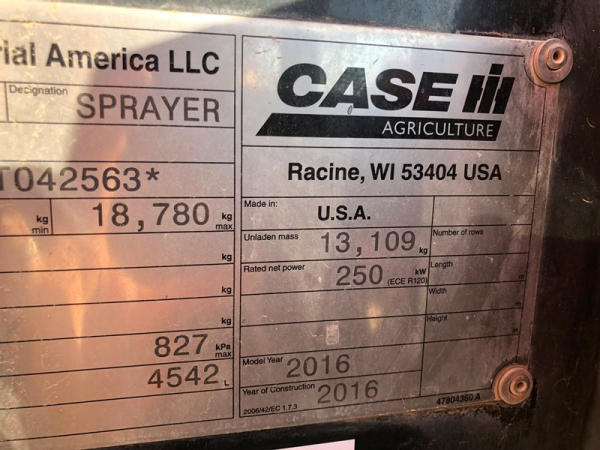 rial America LLC
Designation SPRAYER
T042563*
kg min 18,780 kg max
kg
kg
kg
827 kPa max
4542 L
CASE IH
AGRICULTURE
Racine, WI 53404 USA
Made in: U.S.A.
Unladen mass 13,109 kg Number of rows
Rated net power 250 kW (ECE R120) Length m
Width m
Height m
Model Year 2016
Year of Construction 2016
2006/42/EC 1.7.3 47804360 A